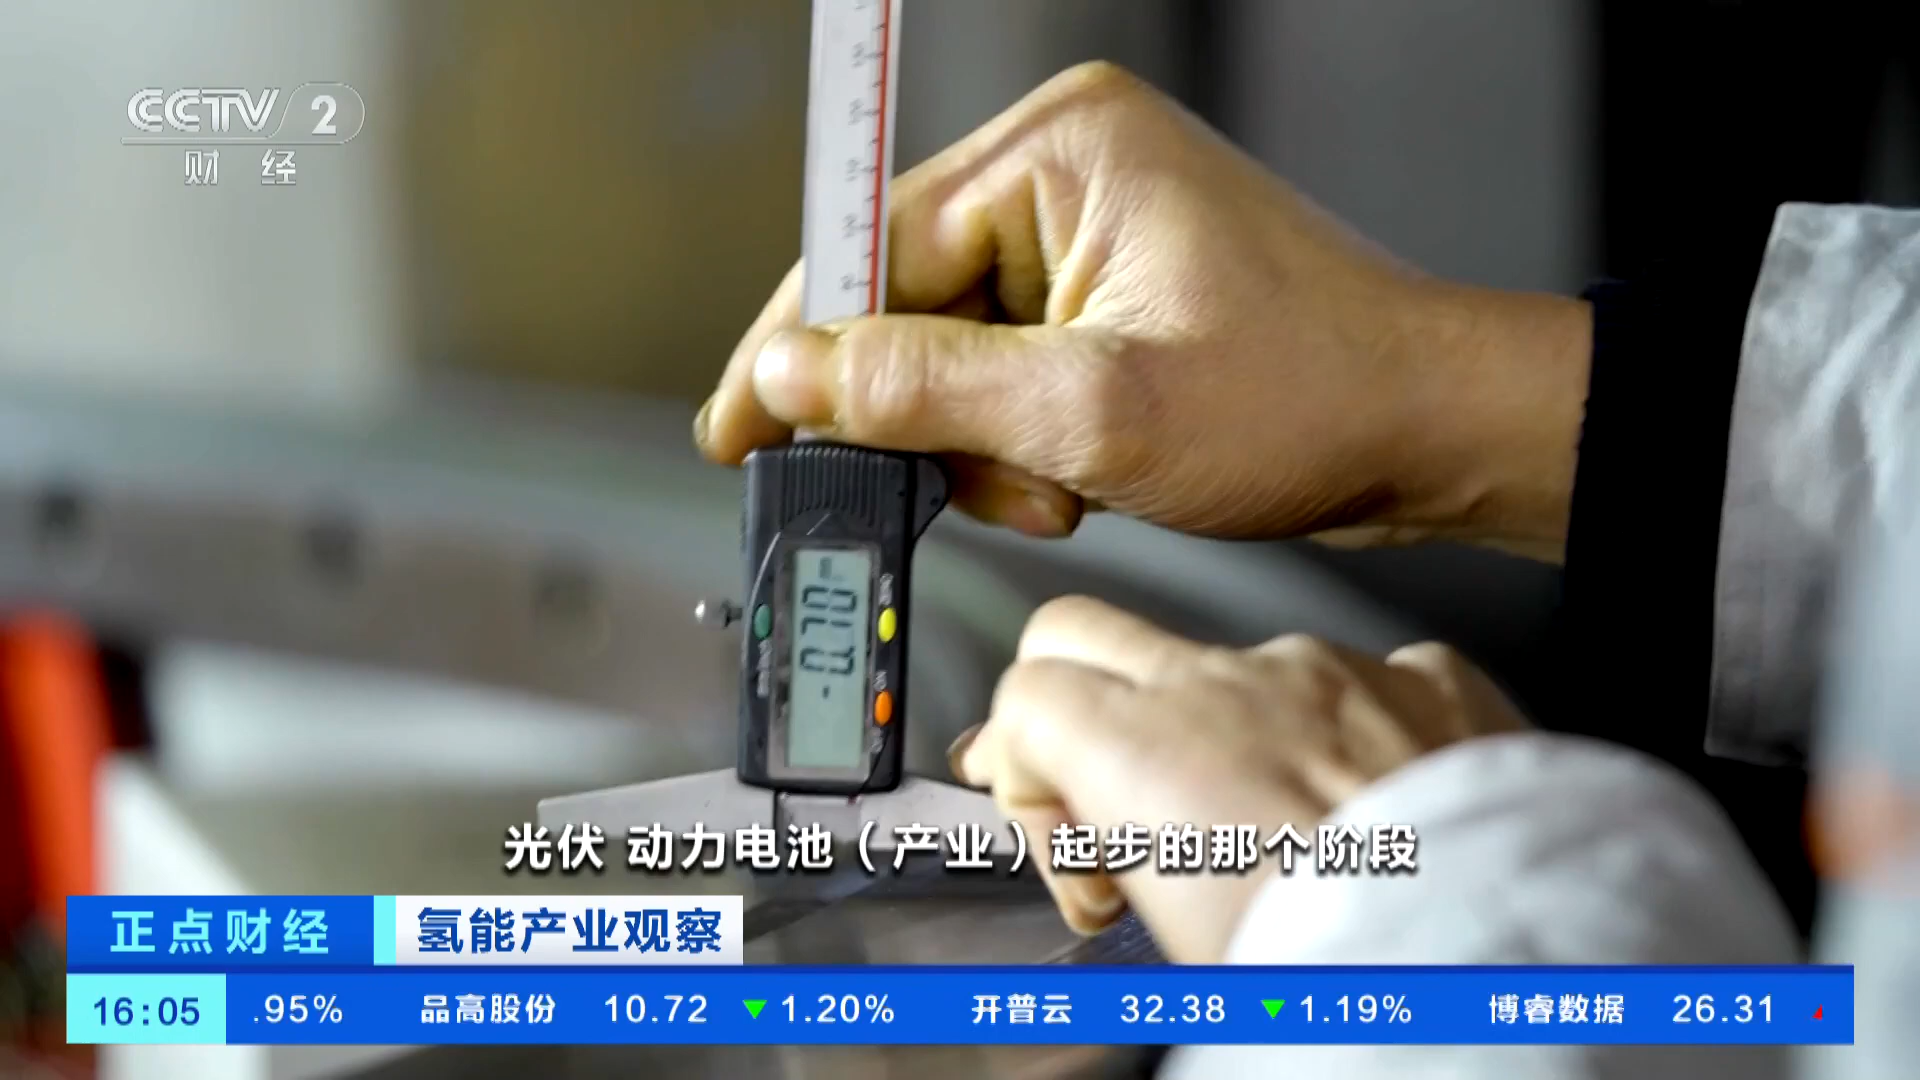 CCTV 2
财 经
-0.70
光伏 动力电池（产业）起步的那个阶段
正点财经 氢能产业观察
16:05 .95% 品高股份 10.72 ▼1.20% 开普云 32.38 ▼1.19% 博睿数据 26.31